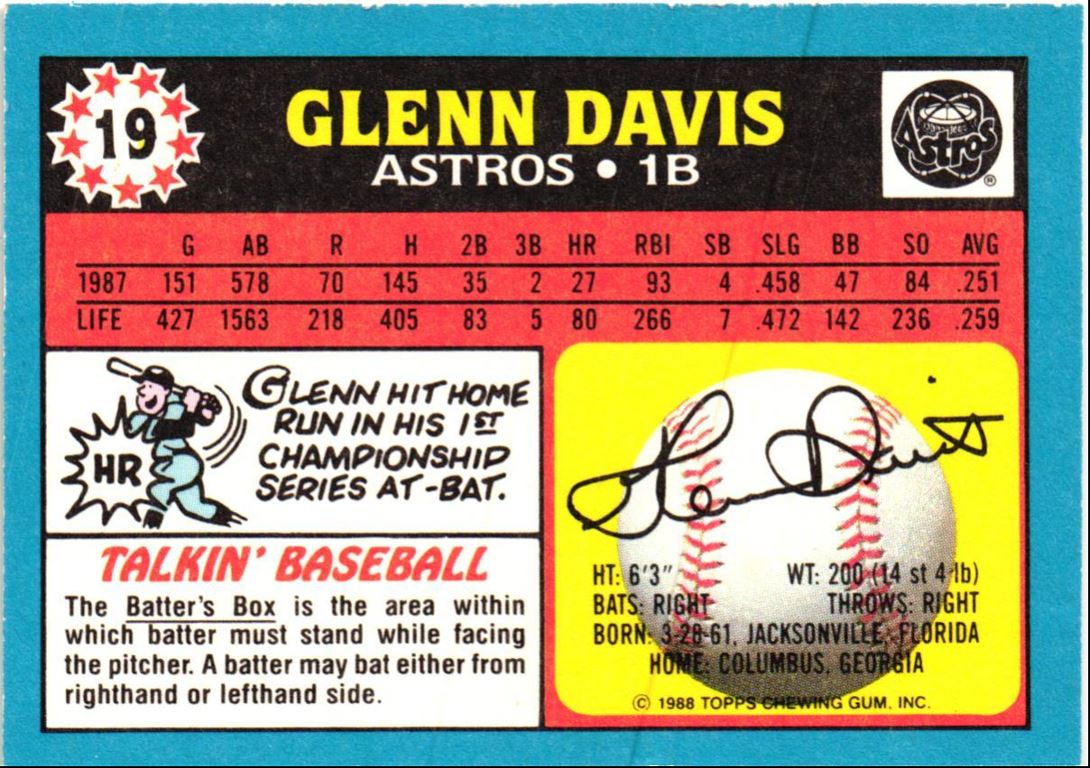 19
GLENN DAVIS
ASTROS • 1B
Astros ®
G AB R H 2B 3B HR RBI SB SLG BB SO AVG
1987 151 578 70 145 35 2 27 93 4 .458 47 84 .251
LIFE 427 1563 218 405 83 5 80 266 7 .472 142 236 .259
HR
GLENN HIT HOME
RUN IN HIS 1ST
CHAMPIONSHIP
SERIES AT-BAT.
TALKIN' BASEBALL
The Batter's Box is the area within
which batter must stand while facing
the pitcher. A batter may bat either from
righthand or lefthand side.
Glenn Davis
HT: 6'3" WT: 200 (14 st 4 lb)
BATS: RIGHT THROWS: RIGHT
BORN: 3-28-61, JACKSONVILLE, FLORIDA
HOME: COLUMBUS, GEORGIA
© 1988 TOPPS CHEWING GUM, INC.